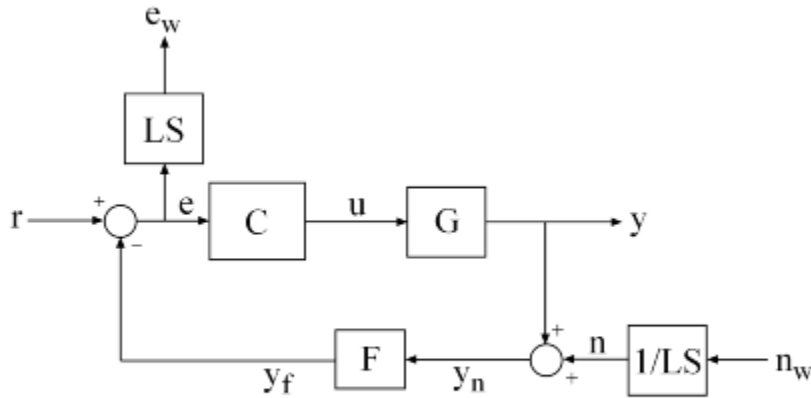 e_w
LS
+
r
e
C
u
G
y
−
+
F
y_f
y_n
+
n
1/LS
n_w